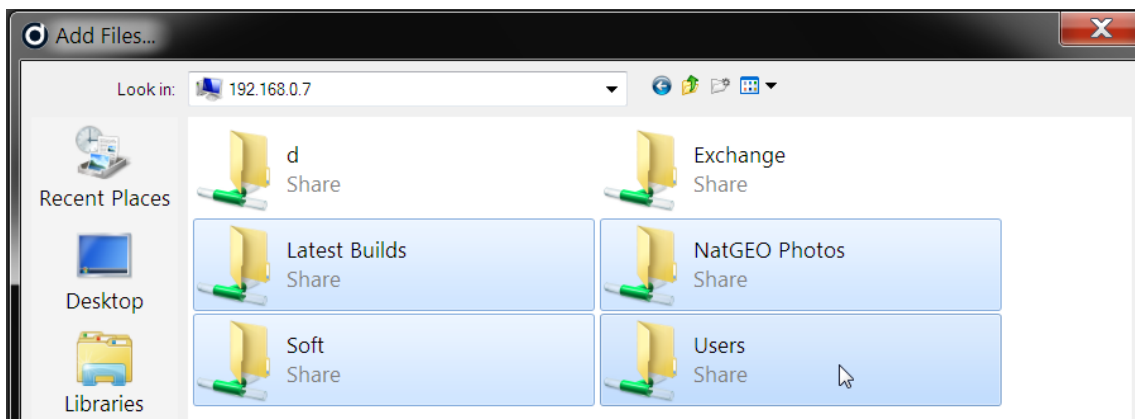 Add Files...
Look in: 192.168.0.7
Recent Places
Desktop
Libraries
d
Share
Exchange
Share
Latest Builds
Share
NatGEO Photos
Share
Soft
Share
Users
Share